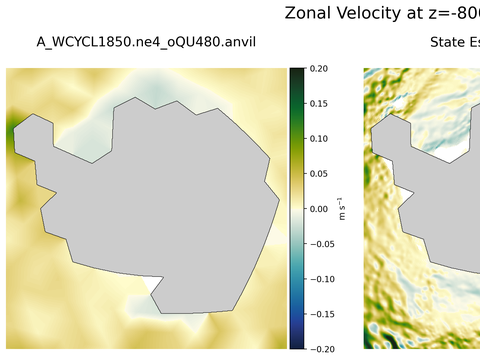 Zonal Velocity at z=-80
A_WCYCL1850.ne4_oQU480.anvil
State Es
0.20
0.15
0.10
0.05
0.00
−0.05
−0.10
−0.15
−0.20
m s⁻¹